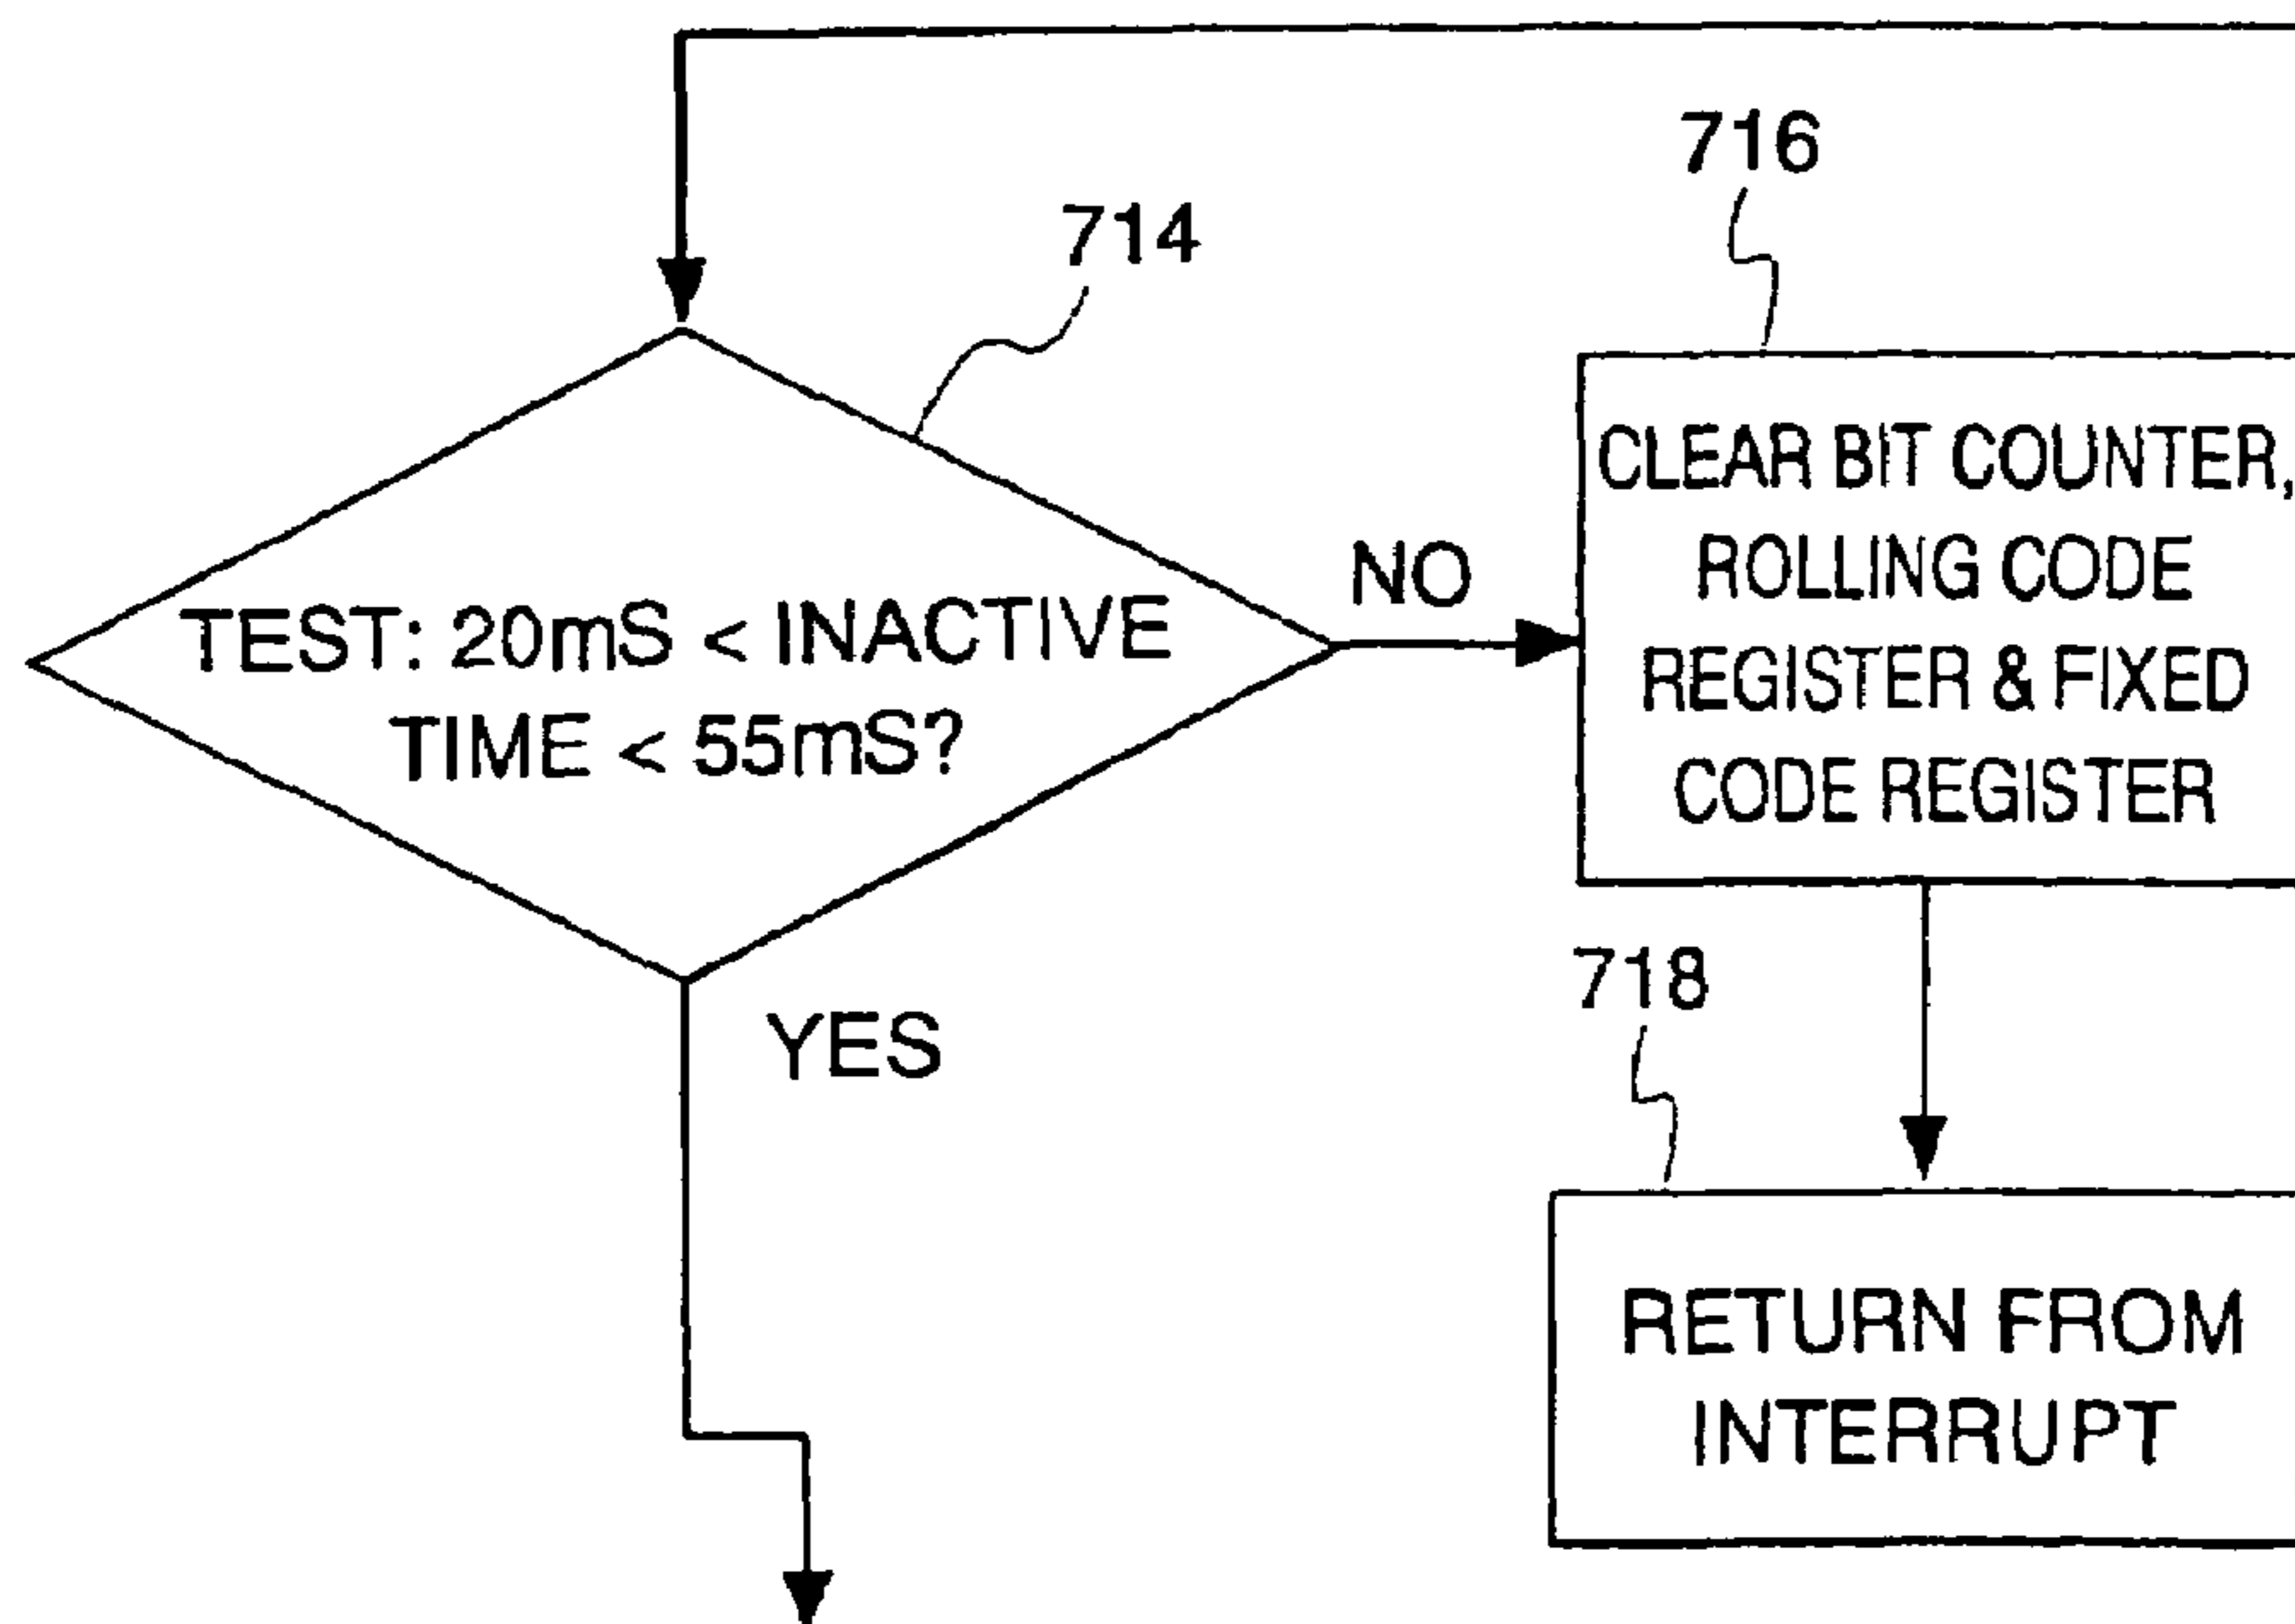 716
714
TEST: 20mS < INACTIVE
TIME < 55mS?
NO
CLEAR BIT COUNTER,
ROLLING CODE
REGISTER & FIXED
CODE REGISTER
YES
718
RETURN FROM
INTERRUPT